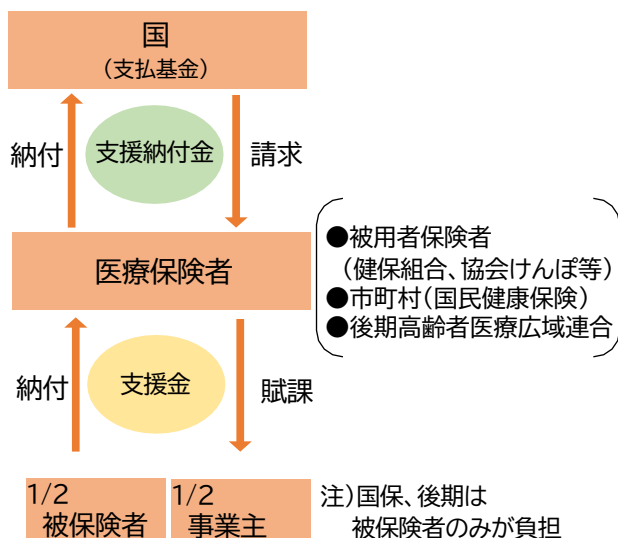 国
(支払基金)
納付
支援納付金
請求
医療保険者
●被用者保険者
(健保組合、協会けんぽ等)
●市町村(国民健康保険)
●後期高齢者医療広域連合
納付
支援金
賦課
1/2
被保険者
1/2
事業主
注)国保、後期は
被保険者のみが負担